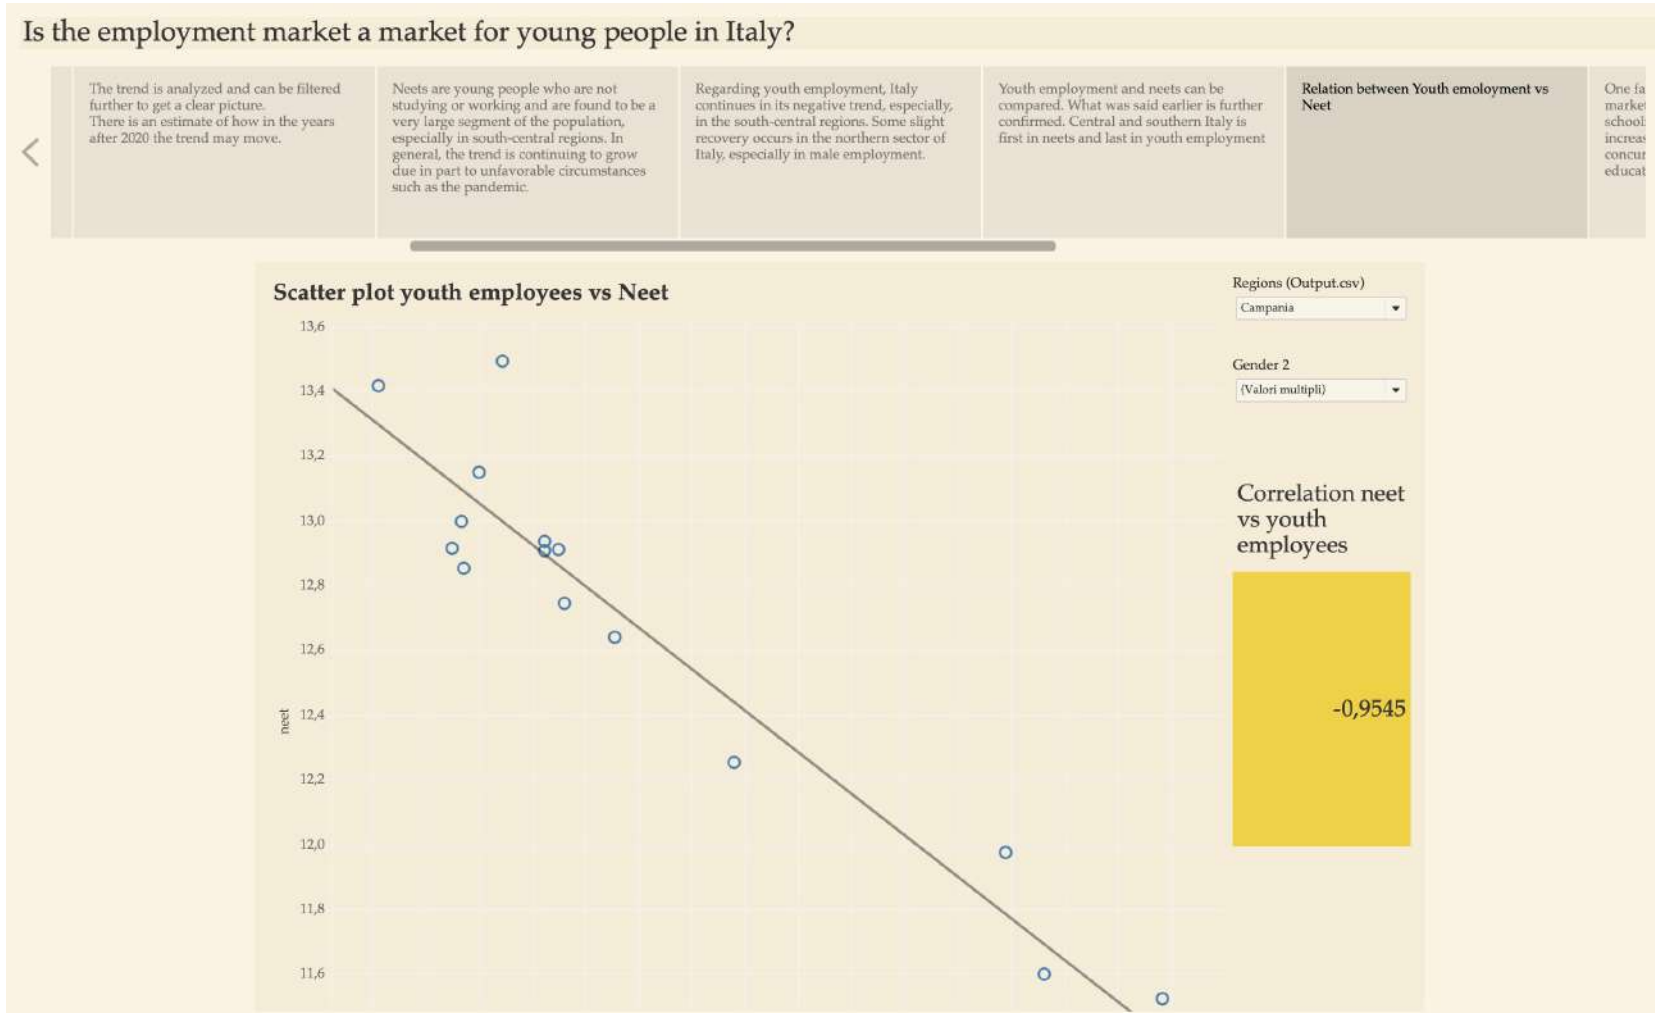 Is the employment market a market for young people in Italy?
The trend is analyzed and can be filtered
further to get a clear picture.
There is an estimate of how in the years
after 2020 the trend may move.
Neets are young people who are not
studying or working and are found to be a
very large segment of the population,
especially in south-central regions. In
general, the trend is continuing to grow
due in part to unfavorable circumstances
such as the pandemic.
Regarding youth employment, Italy
continues in its negative trend, especially,
in the south-central regions. Some slight
recovery occurs in the northern sector of
Italy, especially in male employment.
Youth employment and neets can be
compared. What was said earlier is further
confirmed. Central and southern Italy is
first in neets and last in youth employment
Relation between Youth emoloyment vs
Neet
One fa
market
school
increas
concur
educat
Scatter plot youth employees vs Neet
13,6
13,4
13,2
13,0
12,8
12,6
12,4
12,2
12,0
11,8
11,6
neet
Regions (Output.csv)
Campania
Gender 2
(Valori multipli)
Correlation neet
vs youth
employees
-0,9545